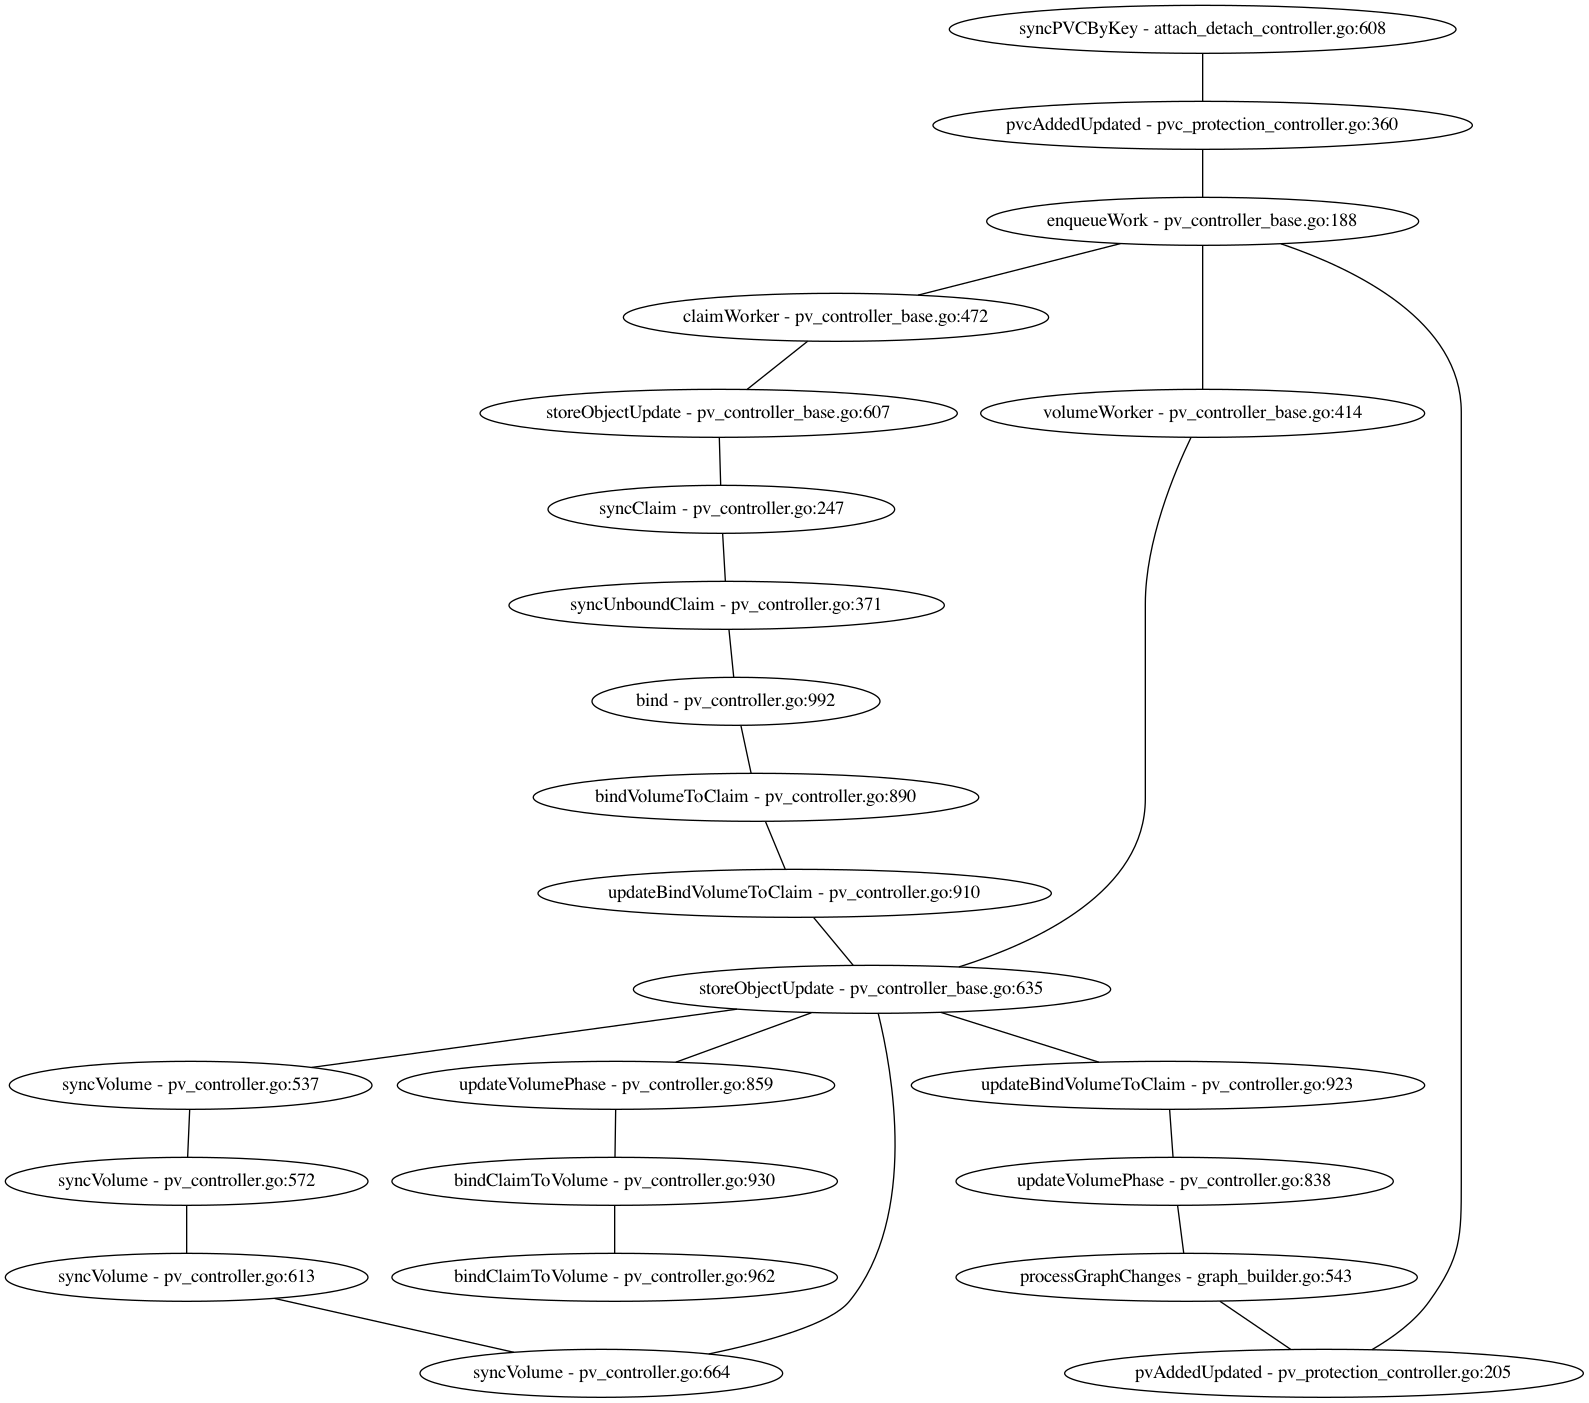 syncPVCByKey - attach_detach_controller.go:608
pvcAddedUpdated - pvc_protection_controller.go:360
enqueueWork - pv_controller_base.go:188
claimWorker - pv_controller_base.go:472
storeObjectUpdate - pv_controller_base.go:607
volumeWorker - pv_controller_base.go:414
syncClaim - pv_controller.go:247
syncUnboundClaim - pv_controller.go:371
bind - pv_controller.go:992
bindVolumeToClaim - pv_controller.go:890
updateBindVolumeToClaim - pv_controller.go:910
storeObjectUpdate - pv_controller_base.go:635
syncVolume - pv_controller.go:537
updateVolumePhase - pv_controller.go:859
updateBindVolumeToClaim - pv_controller.go:923
syncVolume - pv_controller.go:572
bindClaimToVolume - pv_controller.go:930
updateVolumePhase - pv_controller.go:838
syncVolume - pv_controller.go:613
bindClaimToVolume - pv_controller.go:962
processGraphChanges - graph_builder.go:543
syncVolume - pv_controller.go:664
pvAddedUpdated - pv_protection_controller.go:205